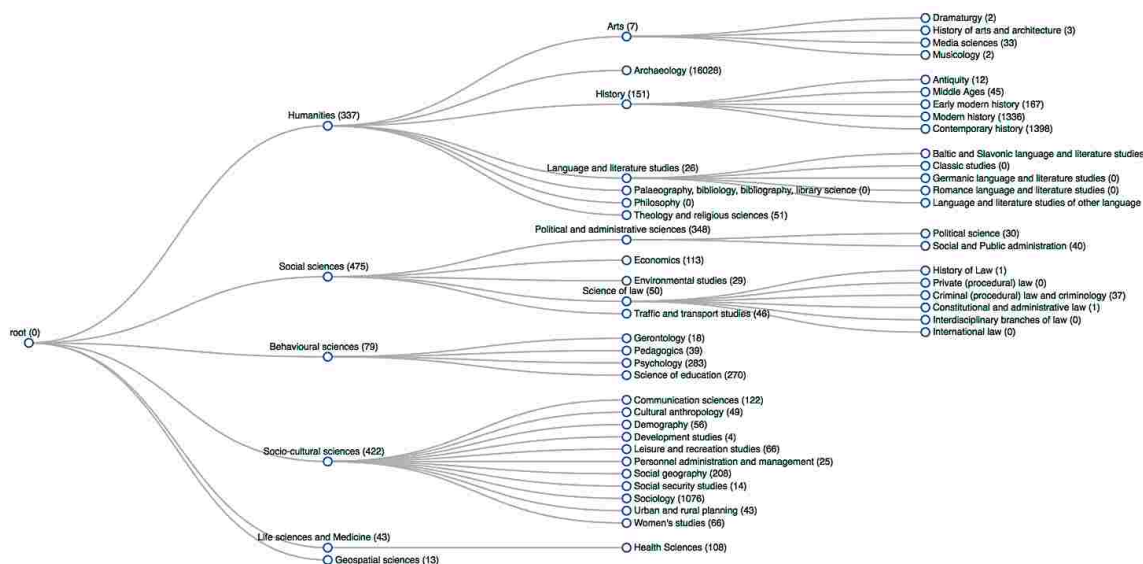 root (0)
Humanities (337)
Arts (7)
Dramaturgy (2)
History of arts and architecture (3)
Media sciences (33)
Musicology (2)
Archaeology (16028)
History (151)
Antiquity (12)
Middle Ages (45)
Early modern history (167)
Modern history (1336)
Contemporary history (1398)
Language and literature studies (26)
Baltic and Slavonic language and literature studies
Classic studies (0)
Germanic language and literature studies (0)
Romance language and literature studies (0)
Language and literature studies of other language
Palaeography, bibliology, bibliography, library science (0)
Philosophy (0)
Theology and religious sciences (51)
Social sciences (475)
Political and administrative sciences (348)
Political science (30)
Social and Public administration (40)
Economics (113)
Environmental studies (29)
Science of law (50)
History of Law (1)
Private (procedural) law (0)
Criminal (procedural) law and criminology (37)
Constitutional and administrative law (1)
Interdisciplinary branches of law (0)
International law (0)
Traffic and transport studies (46)
Behavioural sciences (79)
Gerontology (18)
Pedagogics (39)
Psychology (283)
Science of education (270)
Socio-cultural sciences (422)
Communication sciences (122)
Cultural anthropology (49)
Demography (56)
Development studies (4)
Leisure and recreation studies (66)
Personnel administration and management (25)
Social geography (208)
Social security studies (14)
Sociology (1076)
Urban and rural planning (43)
Women's studies (66)
Life sciences and Medicine (43)
Health Sciences (108)
Geospatial sciences (13)